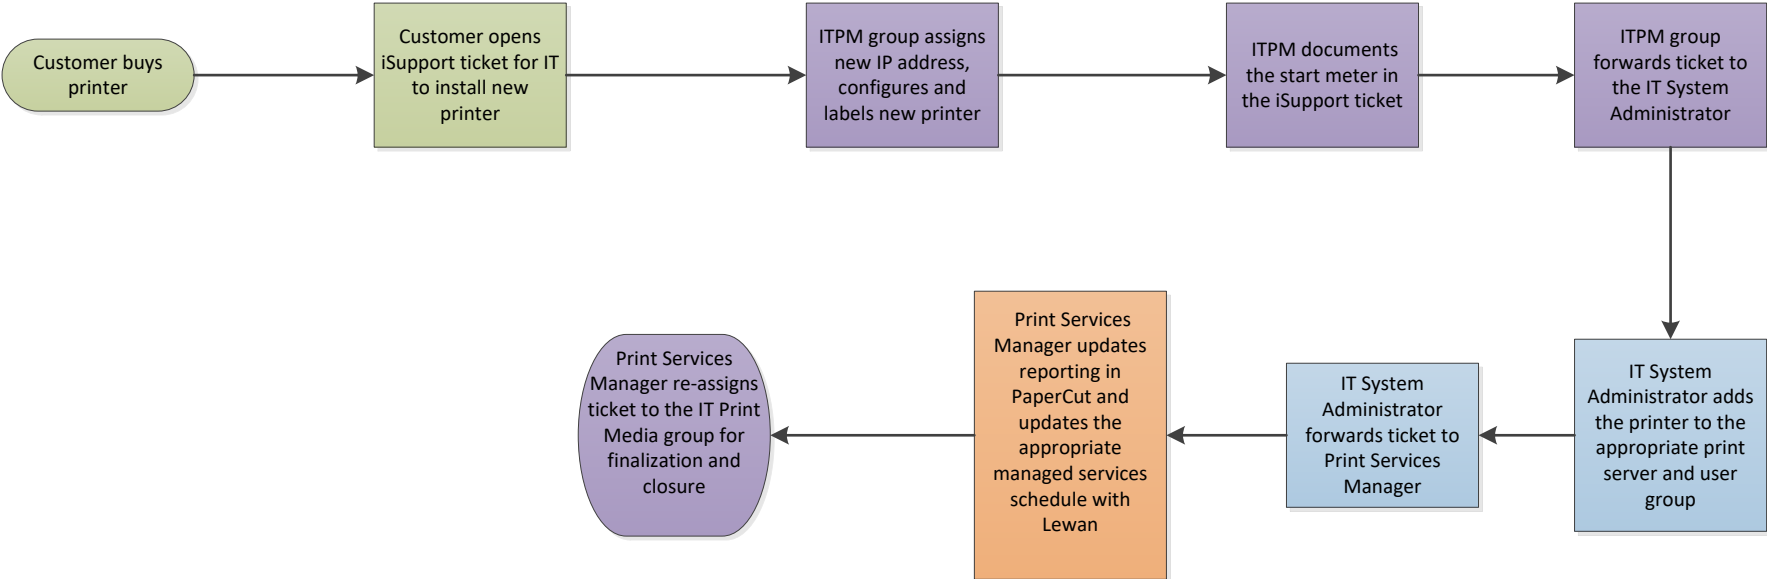 Customer buys
printer
Customer opens
iSupport ticket for IT
to install new
printer
ITPM group assigns
new IP address,
configures and
labels new printer
ITPM documents
the start meter in
the iSupport ticket
ITPM group
forwards ticket to
the IT System
Administrator
IT System
Administrator adds
the printer to the
appropriate print
server and user
group
IT System
Administrator
forwards ticket to
Print Services
Manager
Print Services
Manager updates
reporting in
PaperCut and
updates the
appropriate
managed services
schedule with
Lewan
Print Services
Manager re-assigns
ticket to the IT Print
Media group for
finalization and
closure